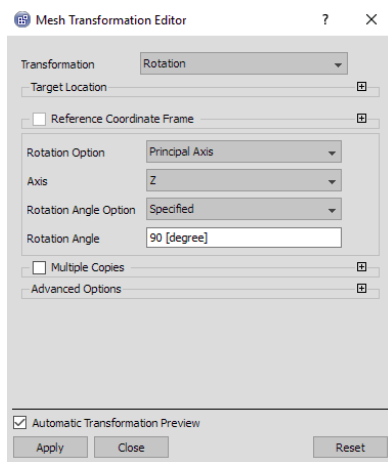 Mesh Transformation Editor ? ×
Transformation Rotation
Target Location
Reference Coordinate Frame
Rotation Option Principal Axis
Axis Z
Rotation Angle Option Specified
Rotation Angle 90 [degree]
Multiple Copies
Advanced Options
Automatic Transformation Preview
Apply Close Reset